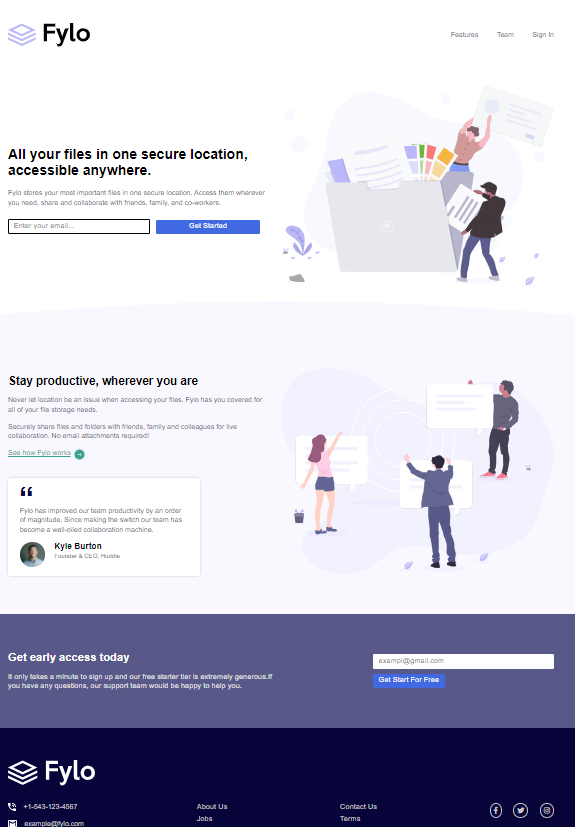 Fylo
Features Team Sign In
All your files in one secure location,
accessible anywhere.
Fylo stores your most important files in one secure location. Access them wherever
you need, share and collaborate with friends, family, and co-workers.
Enter your email... Get Started
Stay productive, wherever you are
Never let location be an issue when accessing your files. Fylo has you covered for
all of your file storage needs.
Securely share files and folders with friends, family and colleagues for live
collaboration. No email attachments required!
See how Fylo works
“
Fylo has improved our team productivity by an order
of magnitude. Since making the switch our team has
become a well-oiled collaboration machine.
Kyle Burton
Founder & CEO, Huddle
Get early access today
It only takes a minute to sign up and our free starter tier is extremely generous.If
you have any questions, our support team would be happy to help you.
exampl@gmail.com
Get Start For Free
Fylo
+1-543-123-4567
example@fylo.com
About Us
Jobs
Contact Us
Terms